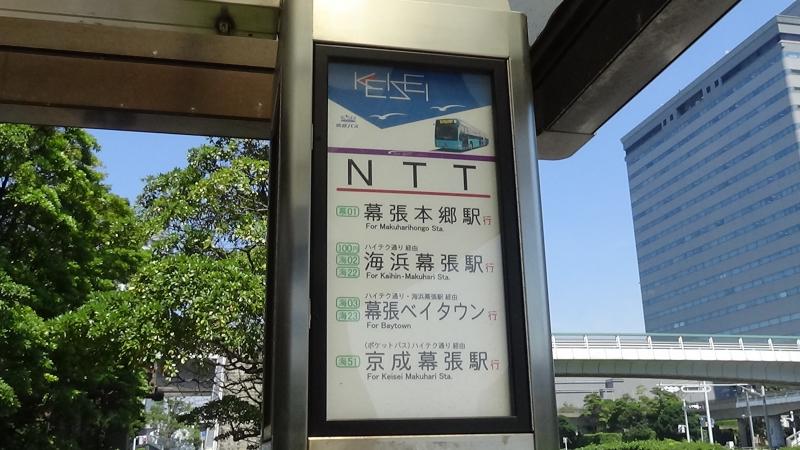 KEISEI
京成バス
NTT
幕01 幕張本郷駅行
For Makuharihongo Sta.
ハイテク通り 経由
100円
海02 海浜幕張駅行
海22
For Kaihin-Makuhari Sta.
ハイテク通り・海浜幕張駅 経由
海03 幕張ベイタウン行
海23
For Baytown
(ポケットバス) ハイテク通り 経由
海51 京成幕張駅行
For Keisei Makuhari Sta.